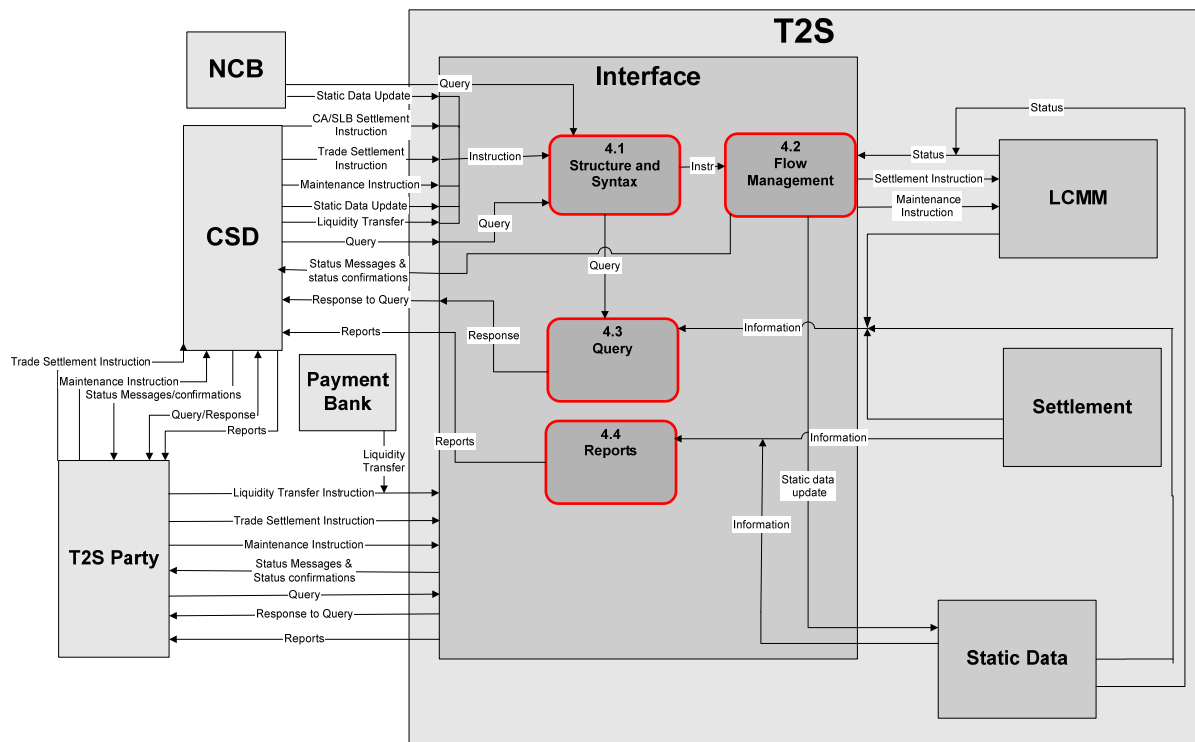 T2S
NCB
Interface
Query
Static Data Update
CA/SLB Settlement
Instruction
Trade Settlement
Instruction
Instruction
Maintenance Instruction
Static Data Update
Liquidity Transfer
Query
Query
CSD
Status Messages &
status confirmations
Response to Query
Reports
4.1
Structure and
Syntax
Instr
4.2
Flow
Management
Status
Status
Settlement Instruction
Maintenance
Instruction
LCMM
Query
Response
4.3
Query
Information
Trade Settlement Instruction
Maintenance Instruction
Status Messages/confirmations
Query/Response
Reports
Payment
Bank
Liquidity
Transfer
Reports
4.4
Reports
Information
Settlement
Static data
update
Information
T2S Party
Liquidity Transfer Instruction
Trade Settlement Instruction
Maintenance Instruction
Status Messages &
Status confirmations
Query
Response to Query
Reports
Static Data